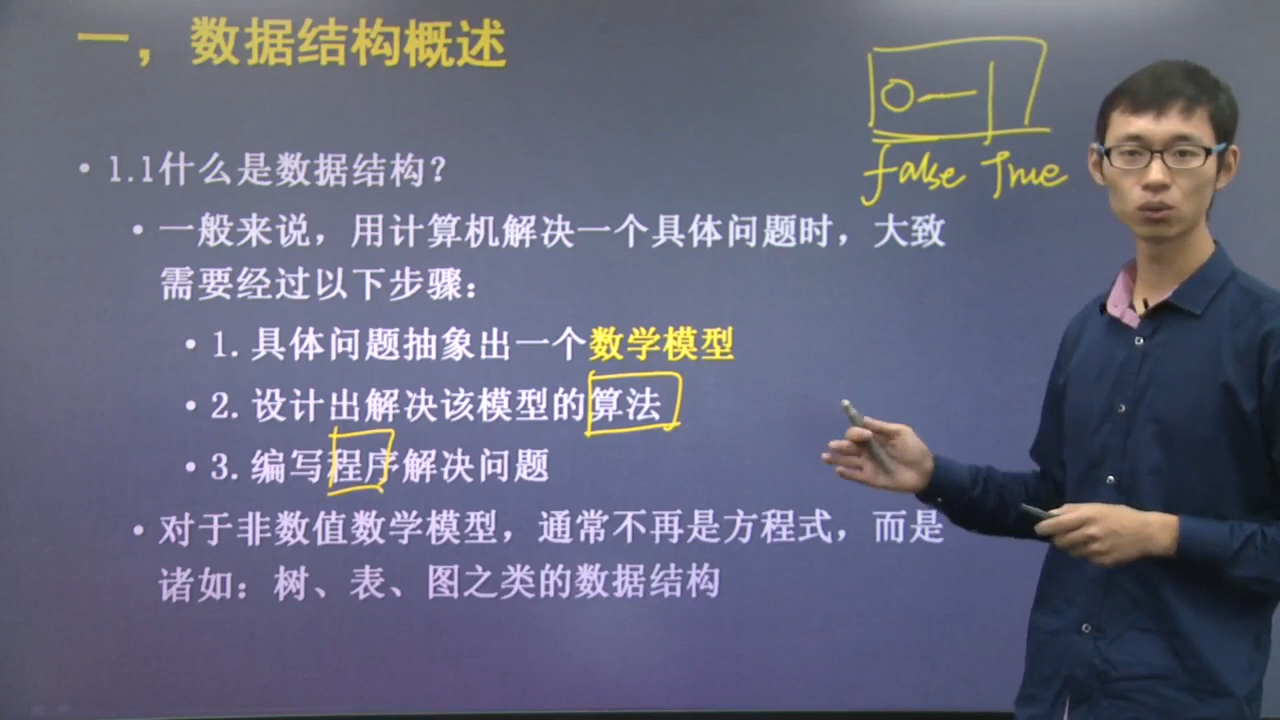 一，数据结构概述
0—1
false True
• 1.1什么是数据结构？
• 一般来说，用计算机解决一个具体问题时，大致
需要经过以下步骤：
• 1. 具体问题抽象出一个数学模型
• 2. 设计出解决该模型的算法
• 3. 编写程序解决问题
• 对于非数值数学模型，通常不再是方程式，而是
诸如：树、表、图之类的数据结构